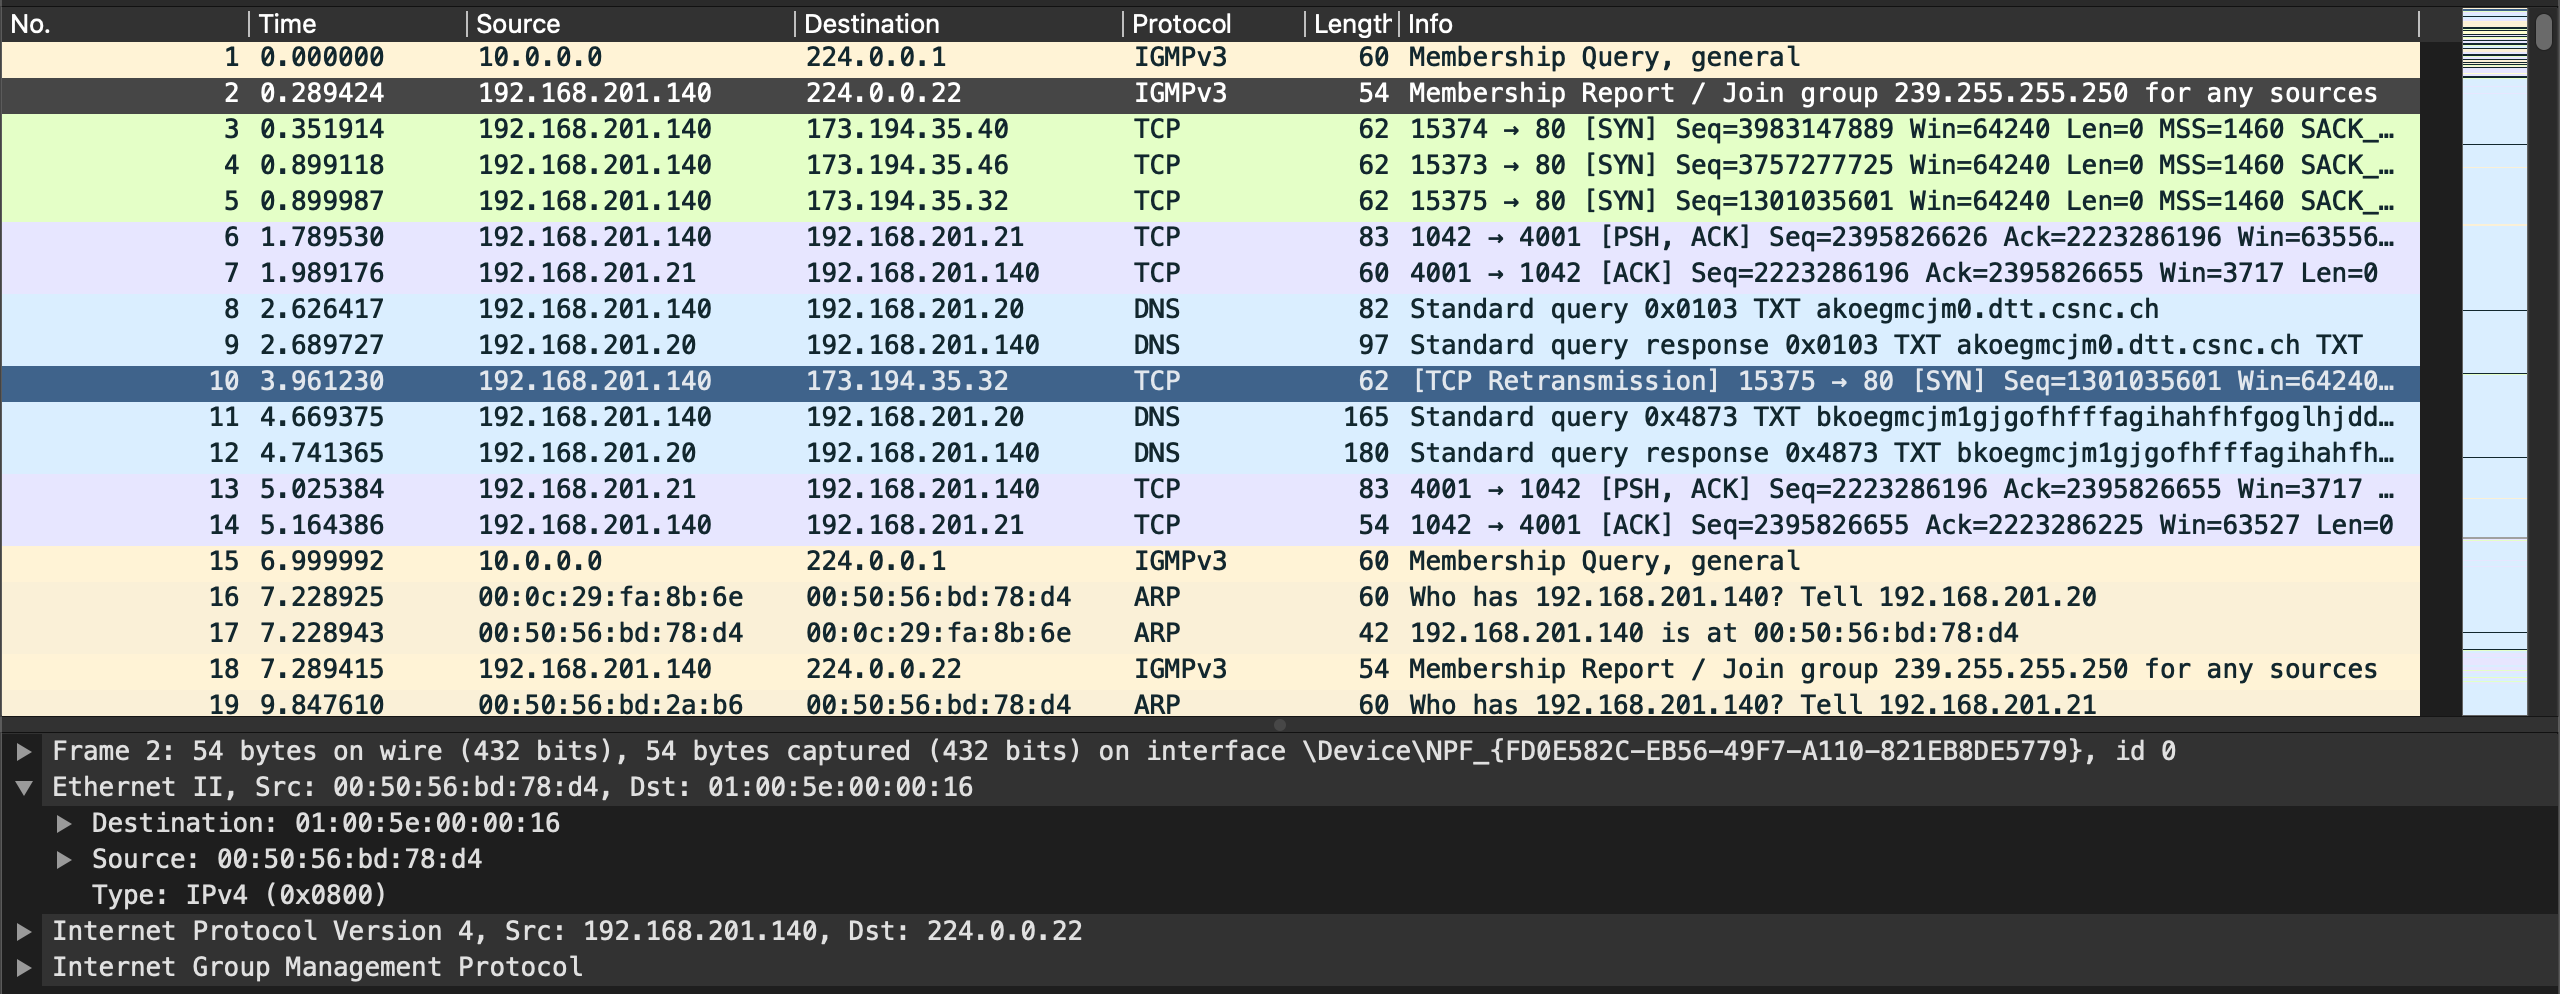 No. Time Source Destination Protocol Length Info
1 0.000000 10.0.0.0 224.0.0.1 IGMPv3 60 Membership Query, general
2 0.289424 192.168.201.140 224.0.0.22 IGMPv3 54 Membership Report / Join group 239.255.255.250 for any sources
3 0.351914 192.168.201.140 173.194.35.40 TCP 62 15374 → 80 [SYN] Seq=3983147889 Win=64240 Len=0 MSS=1460 SACK_…
4 0.899118 192.168.201.140 173.194.35.46 TCP 62 15373 → 80 [SYN] Seq=3757277725 Win=64240 Len=0 MSS=1460 SACK_…
5 0.899987 192.168.201.140 173.194.35.32 TCP 62 15375 → 80 [SYN] Seq=1301035601 Win=64240 Len=0 MSS=1460 SACK_…
6 1.789530 192.168.201.140 192.168.201.21 TCP 83 1042 → 4001 [PSH, ACK] Seq=2395826626 Ack=2223286196 Win=63556…
7 1.989176 192.168.201.21 192.168.201.140 TCP 60 4001 → 1042 [ACK] Seq=2223286196 Ack=2395826655 Win=3717 Len=0
8 2.626417 192.168.201.140 192.168.201.20 DNS 82 Standard query 0x0103 TXT akoegmcjm0.dtt.csnc.ch
9 2.689727 192.168.201.20 192.168.201.140 DNS 97 Standard query response 0x0103 TXT akoegmcjm0.dtt.csnc.ch TXT
10 3.961230 192.168.201.140 173.194.35.32 TCP 62 [TCP Retransmission] 15375 → 80 [SYN] Seq=1301035601 Win=64240…
11 4.669375 192.168.201.140 192.168.201.20 DNS 165 Standard query 0x4873 TXT bkoegmcjm1gjgofhfffagihahfhfgoglhjdd…
12 4.741365 192.168.201.20 192.168.201.140 DNS 180 Standard query response 0x4873 TXT bkoegmcjm1gjgofhfffagihahfh…
13 5.025384 192.168.201.21 192.168.201.140 TCP 83 4001 → 1042 [PSH, ACK] Seq=2223286196 Ack=2395826655 Win=3717 …
14 5.164386 192.168.201.140 192.168.201.21 TCP 54 1042 → 4001 [ACK] Seq=2395826655 Ack=2223286225 Win=63527 Len=0
15 6.999992 10.0.0.0 224.0.0.1 IGMPv3 60 Membership Query, general
16 7.228925 00:0c:29:fa:8b:6e 00:50:56:bd:78:d4 ARP 60 Who has 192.168.201.140? Tell 192.168.201.20
17 7.228943 00:50:56:bd:78:d4 00:0c:29:fa:8b:6e ARP 42 192.168.201.140 is at 00:50:56:bd:78:d4
18 7.289415 192.168.201.140 224.0.0.22 IGMPv3 54 Membership Report / Join group 239.255.255.250 for any sources
19 9.847610 00:50:56:bd:2a:b6 00:50:56:bd:78:d4 ARP 60 Who has 192.168.201.140? Tell 192.168.201.21
Frame 2: 54 bytes on wire (432 bits), 54 bytes captured (432 bits) on interface \Device\NPF_{FD0E582C-EB56-49F7-A110-821EB8DE5779}, id 0
Ethernet II, Src: 00:50:56:bd:78:d4, Dst: 01:00:5e:00:00:16
Destination: 01:00:5e:00:00:16
Source: 00:50:56:bd:78:d4
Type: IPv4 (0x0800)
Internet Protocol Version 4, Src: 192.168.201.140, Dst: 224.0.0.22
Internet Group Management Protocol